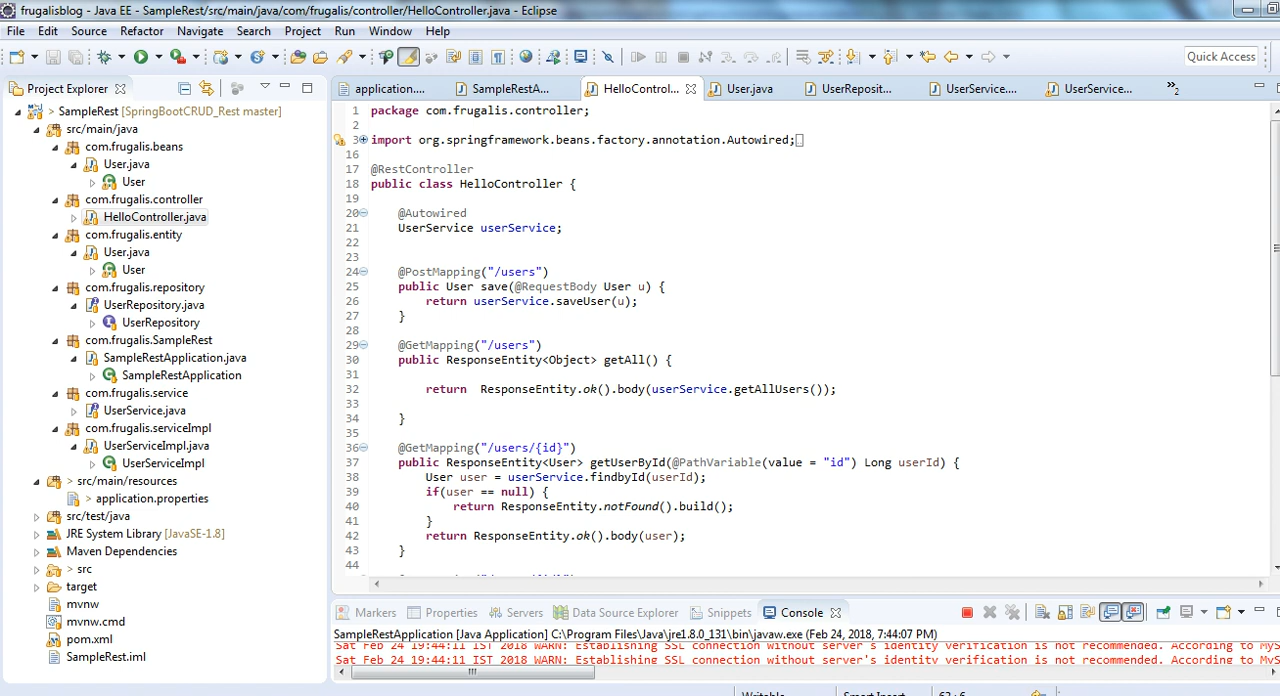 frugalisblog - Java EE - SampleRest/src/main/java/com/frugalis/controller/HelloController.java - Eclipse
File Edit Source Refactor Navigate Search Project Run Window Help
Quick Access
Project Explorer
SampleRest [SpringBootCRUD_Rest master]
src/main/java
com.frugalis.beans
User.java
User
com.frugalis.controller
HelloController.java
com.frugalis.entity
User.java
User
com.frugalis.repository
UserRepository.java
UserRepository
com.frugalis.SampleRest
SampleRestApplication.java
SampleRestApplication
com.frugalis.service
UserService.java
com.frugalis.serviceImpl
UserServiceImpl.java
UserServiceImpl
> src/main/resources
> application.properties
src/test/java
JRE System Library [JavaSE-1.8]
Maven Dependencies
> src
target
mvnw
mvnw.cmd
pom.xml
SampleRest.iml
application.... SampleRestA... HelloControl... User.java UserReposit... UserService.... UserService... »2
1 package com.frugalis.controller;
2
3 import org.springframework.beans.factory.annotation.Autowired;
16
17 @RestController
18 public class HelloController {
19
20 @Autowired
21 UserService userService;
22
23
24 @PostMapping("/users")
25 public User save(@RequestBody User u) {
26 return userService.saveUser(u);
27 }
28
29 @GetMapping("/users")
30 public ResponseEntity<Object> getAll() {
31
32 return ResponseEntity.ok().body(userService.getAllUsers());
33
34 }
35
36 @GetMapping("/users/{id}")
37 public ResponseEntity<User> getUserById(@PathVariable(value = "id") Long userId) {
38 User user = userService.findbyId(userId);
39 if(user == null) {
40 return ResponseEntity.notFound().build();
41 }
42 return ResponseEntity.ok().body(user);
43 }
44
Markers Properties Servers Data Source Explorer Snippets Console
SampleRestApplication [Java Application] C:\Program Files\Java\jre1.8.0_131\bin\javaw.exe (Feb 24, 2018, 7:44:07 PM)
Sat Feb 24 19:44:11 IST 2018 WARN: Establishing SSL connection without server's identity verification is not recommended. According to MyS
Sat Feb 24 19:44:11 IST 2018 WARN: Establishing SSL connection without server's identity verification is not recommended. According to MyS
Writable Smart Insert